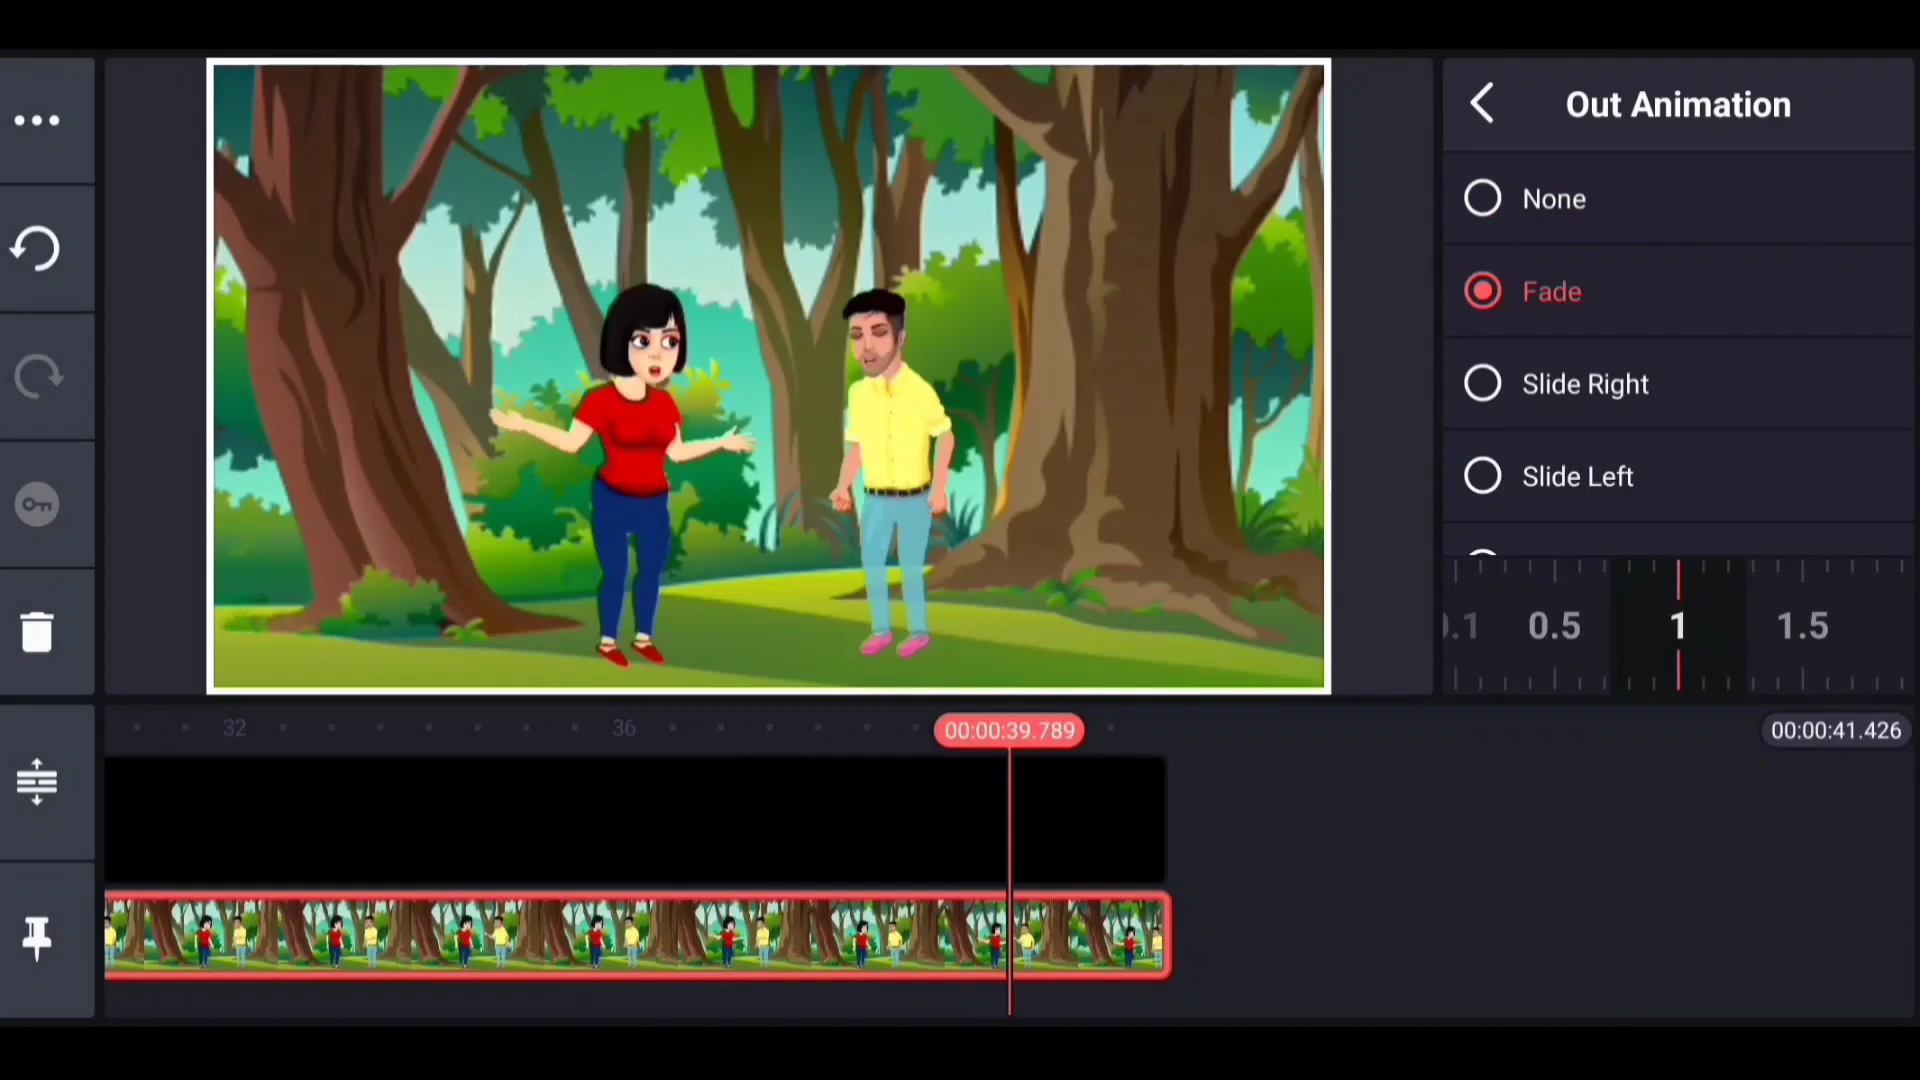 Out Animation
None
Fade
Slide Right
Slide Left
0.5 1 1.5
32 36 00:00:39.789 00:00:41.426